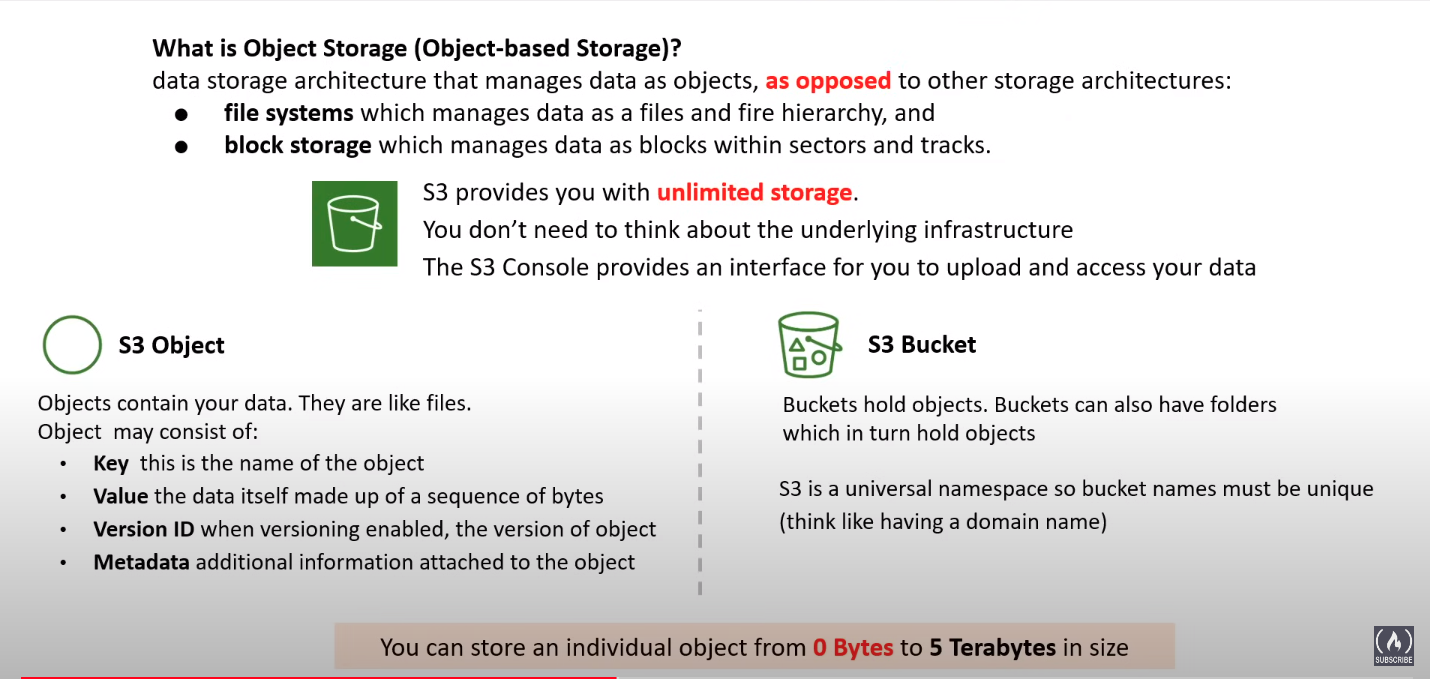 What is Object Storage (Object-based Storage)?
data storage architecture that manages data as objects, as opposed to other storage architectures:
● file systems which manages data as a files and fire hierarchy, and
● block storage which manages data as blocks within sectors and tracks.
S3 provides you with unlimited storage.
You don’t need to think about the underlying infrastructure
The S3 Console provides an interface for you to upload and access your data
S3 Object
Objects contain your data. They are like files.
Object may consist of:
• Key this is the name of the object
• Value the data itself made up of a sequence of bytes
• Version ID when versioning enabled, the version of object
• Metadata additional information attached to the object
S3 Bucket
Buckets hold objects. Buckets can also have folders
which in turn hold objects
S3 is a universal namespace so bucket names must be unique
(think like having a domain name)
You can store an individual object from 0 Bytes to 5 Terabytes in size
SUBSCRIBE